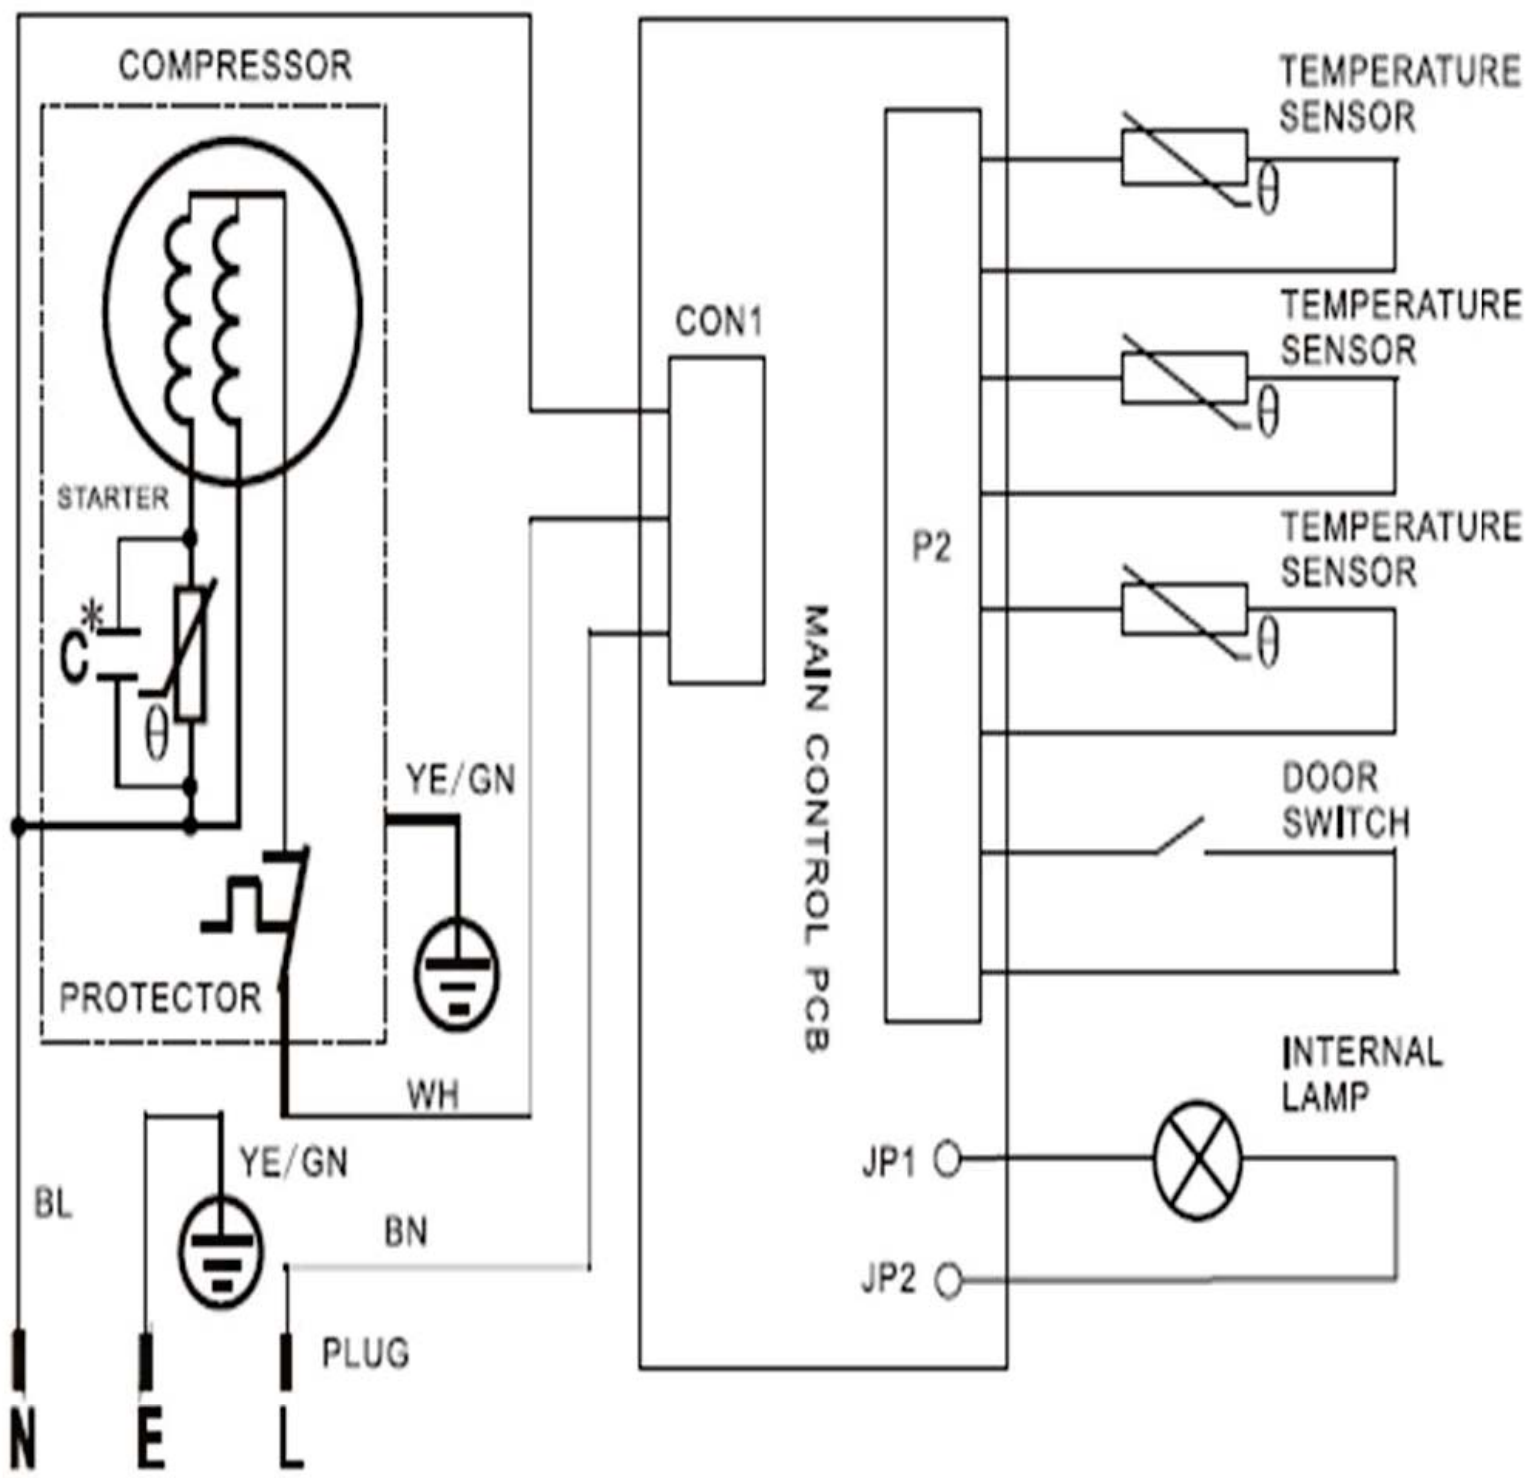 COMPRESSOR
STARTER
C*
θ
PROTECTOR
YE/GN
WH
YE/GN
BL
BN
PLUG
N
E
L
CON1
P2
MAIN CONTROL PCB
JP1
JP2
TEMPERATURE
SENSOR
θ
TEMPERATURE
SENSOR
θ
TEMPERATURE
SENSOR
θ
DOOR
SWITCH
INTERNAL
LAMP